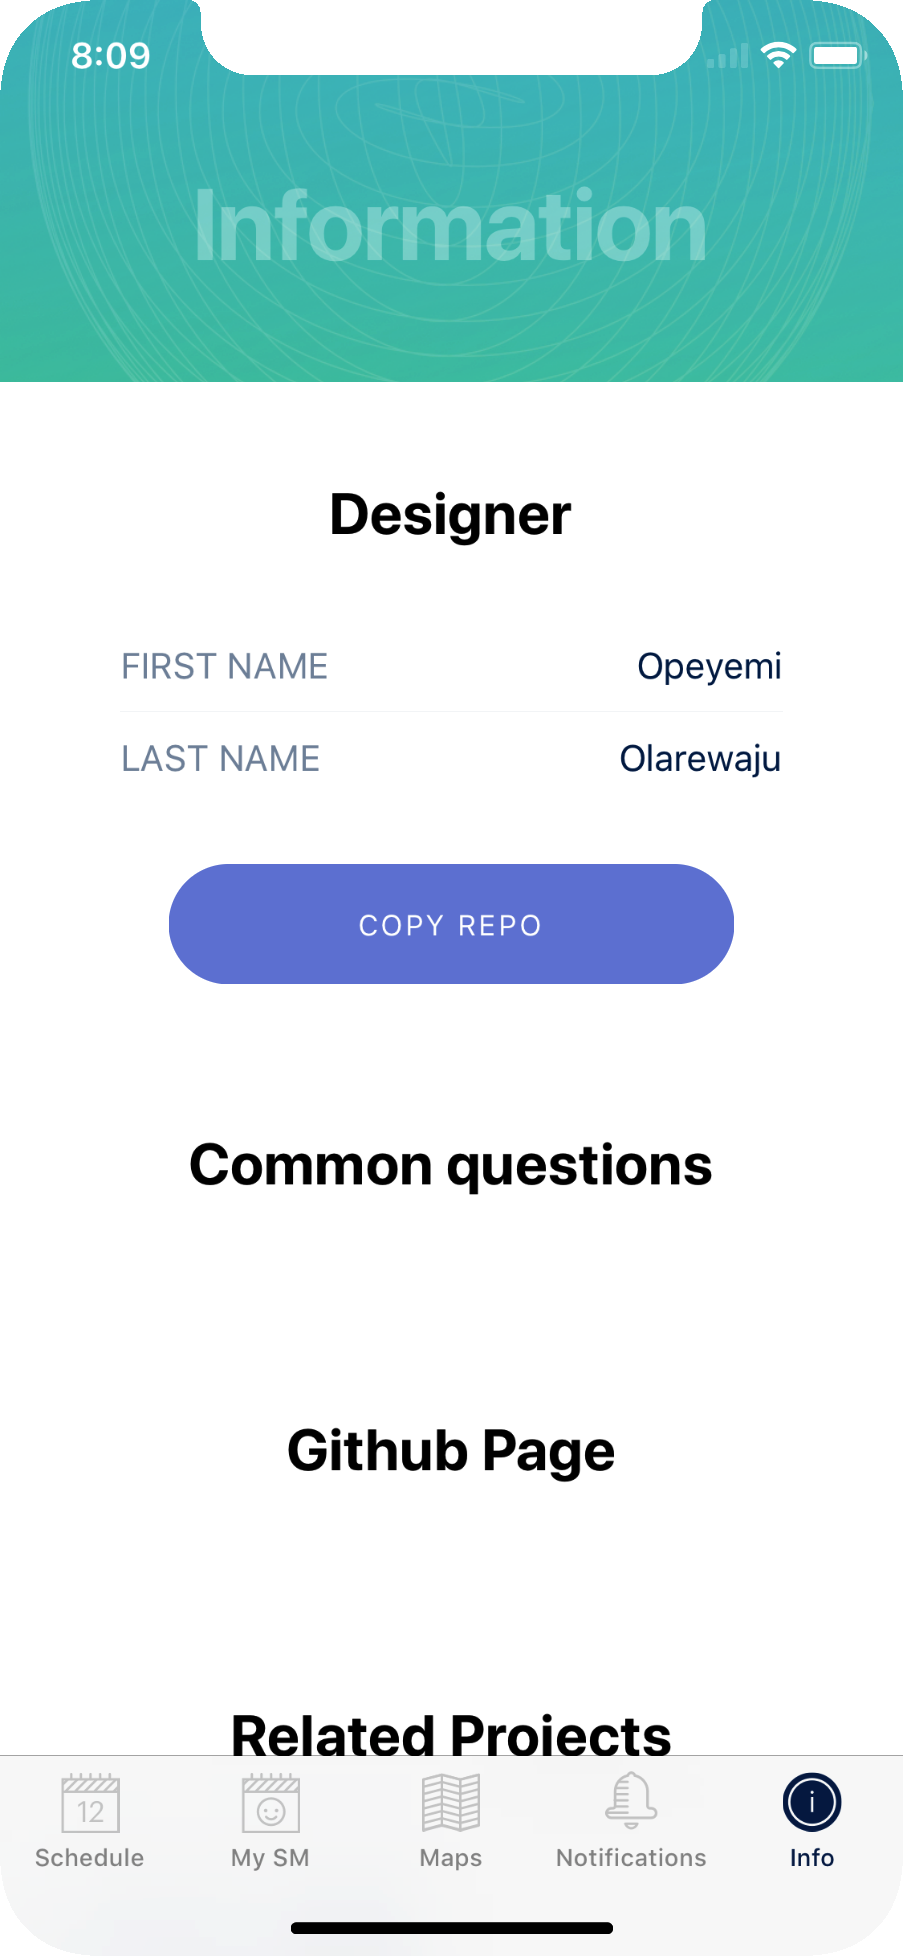 8:09
Information
Designer
FIRST NAME Opeyemi
LAST NAME Olarewaju
COPY REPO
Common questions
Github Page
Related Projects
12
Schedule My SM Maps Notifications Info